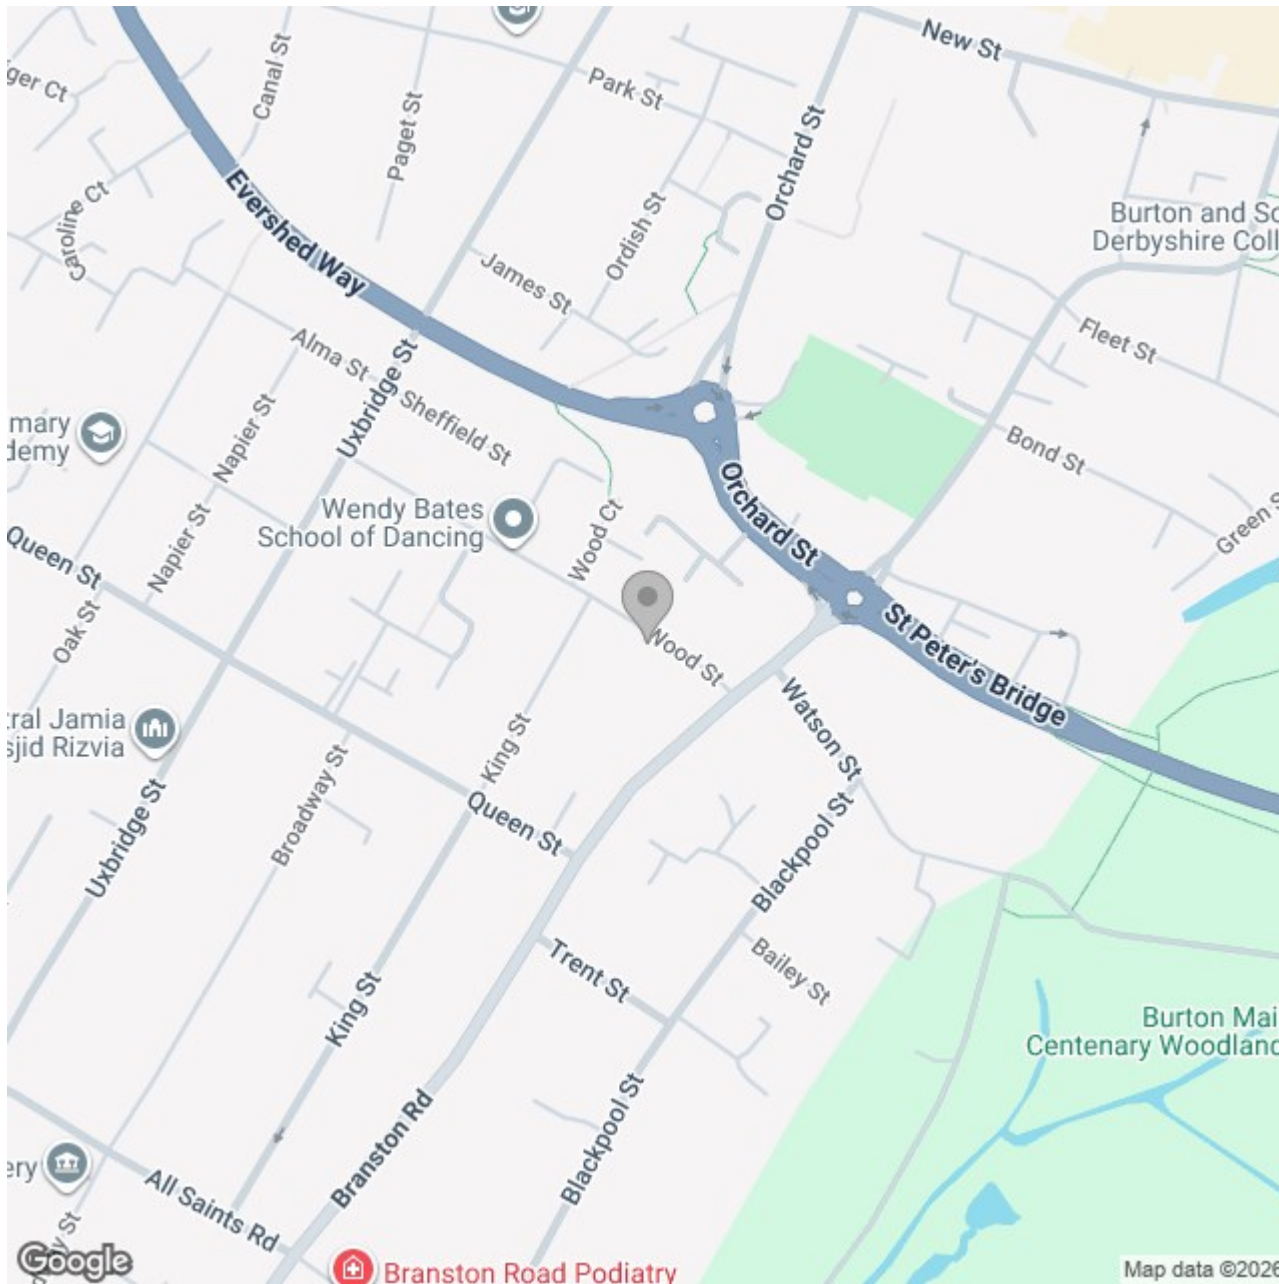 New St
Canal St
ger Ct
Park St
Paget St
Orchard St
Caroline Ct
Evershed Way
Ordish St
Burton and So
Derbyshire Coll
James St
Fleet St
Alma St
Uxbridge St
Sheffield St
Napier St
mary
demy
Bond St
Orchard St
Wendy Bates
School of Dancing
Napier St
Wood Ct
Green S
Queen St
Oak St
Wood St
St Peter's Bridge
Watson St
tral Jamia
sjid Rizvia
King St
Queen St
Broadway St
Uxbridge St
Blackpool St
Trent St
Bailey St
King St
Burton Mai
Centenary Woodland
Branston Rd
Blackpool St
ery
All Saints Rd
way St
Google
Branston Road Podiatry
Map data ©2026